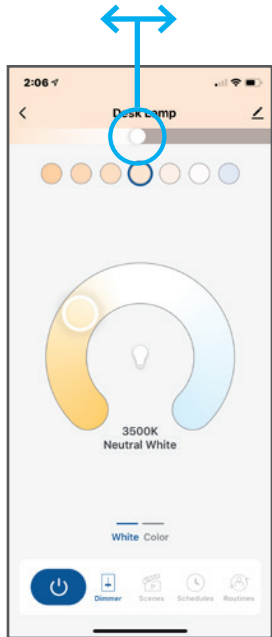 2:06
Desk Lamp
3500K
Neutral White
White Color
Dimmer Scenes Schedules Routines